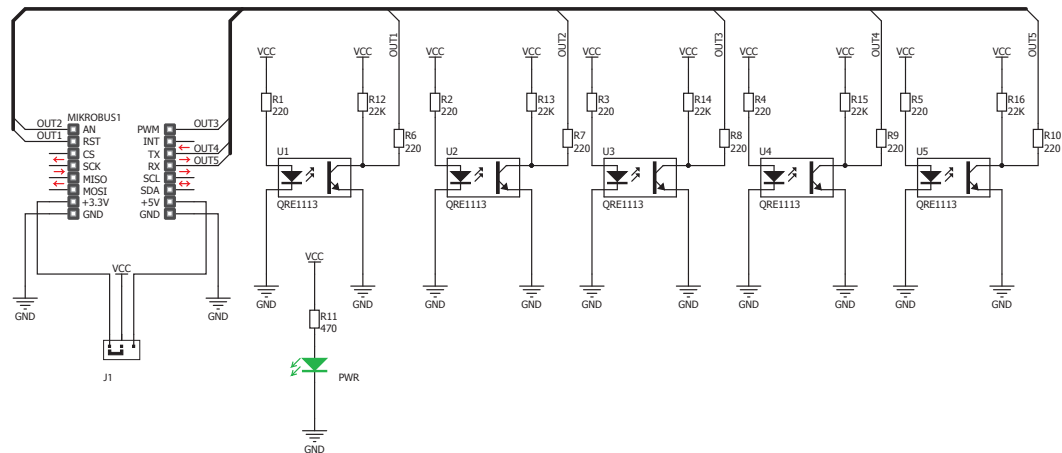 OUT1
OUT2
OUT3
OUT4
OUT5
VCC VCC VCC VCC VCC VCC VCC VCC VCC VCC
R1
220
R12
22K
R2
220
R13
22K
R3
220
R14
22K
R4
220
R15
22K
R5
220
R16
22K
R6
220
R7
220
R8
220
R9
220
R10
220
MIKROBUS1
OUT2 AN PWM OUT3
OUT1 RST INT
CS TX OUT4
SCK RX OUT5
MISO SCL
MOSI SDA
+3.3V +5V
GND GND
U1
QRE1113
U2
QRE1113
U3
QRE1113
U4
QRE1113
U5
QRE1113
VCC
VCC
GND GND GND GND GND GND GND GND GND GND
GND GND
R11
470
J1
PWR
GND